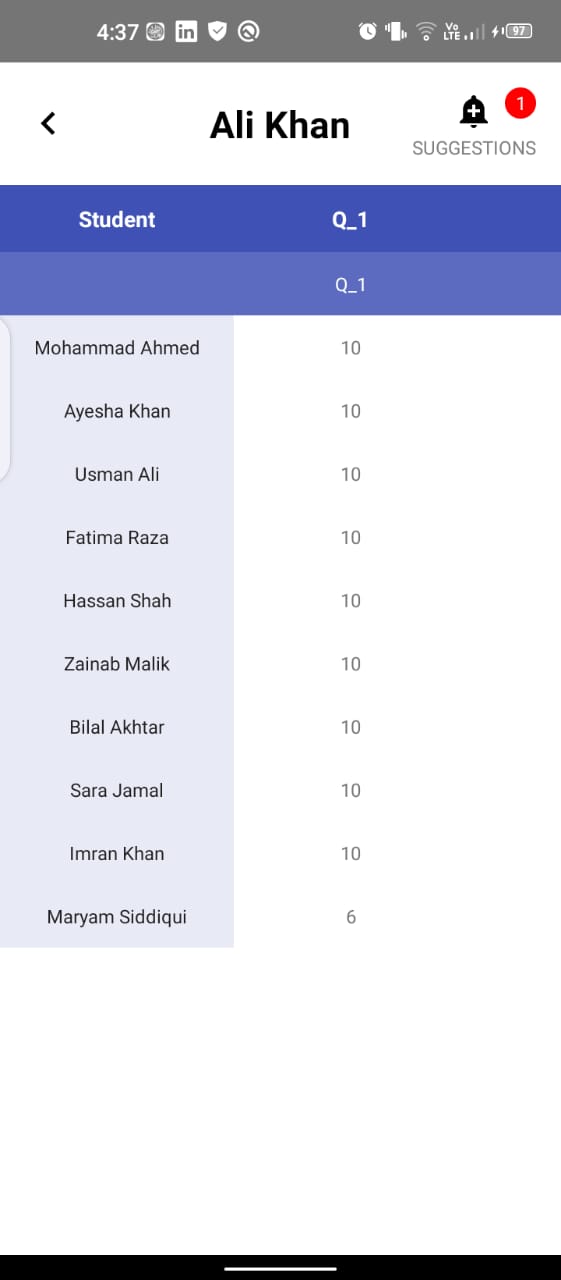 4:37 in Vo LTE 97
Ali Khan
1
SUGGESTIONS
Student Q_1
Q_1
Mohammad Ahmed 10
Ayesha Khan 10
Usman Ali 10
Fatima Raza 10
Hassan Shah 10
Zainab Malik 10
Bilal Akhtar 10
Sara Jamal 10
Imran Khan 10
Maryam Siddiqui 6